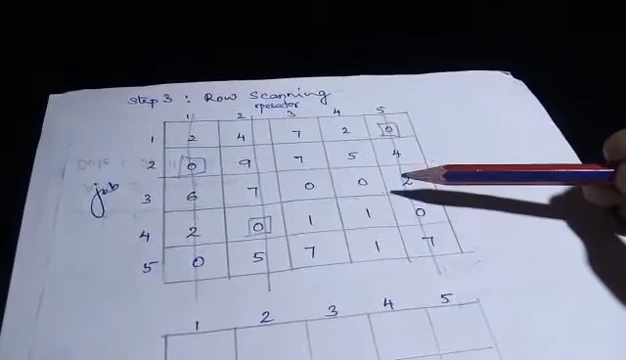 Step 3 : Row Scanning
operator
1 2 3 4 5
1 2 4 7 2 0
2 0 9 7 5 4
job
3 6 7 0 0 2
4 2 0 1 1 0
5 0 5 7 1 7
1 2 3 4 5